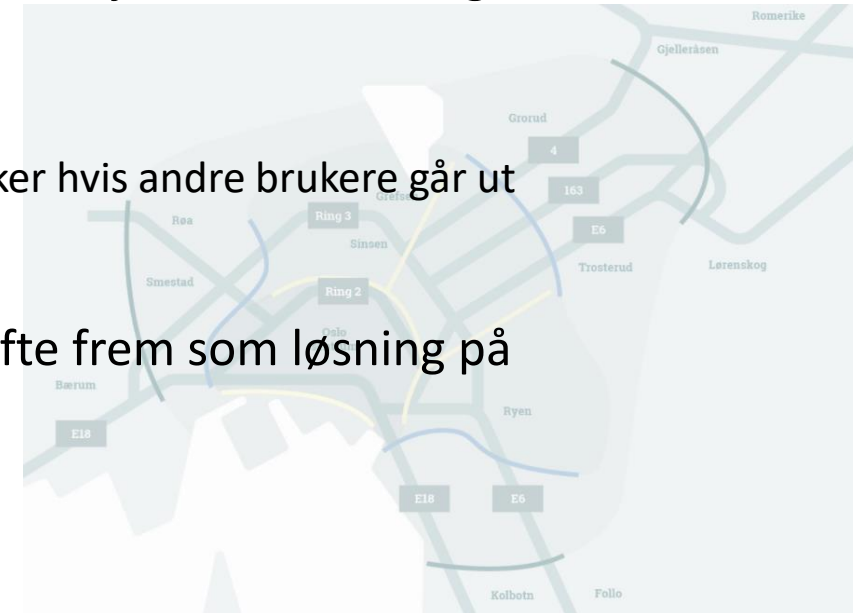 Romerike
Gjelleråsen
Grorud
4
ker hvis andre brukere går ut
163
Røa
Ring 3
E6
Sinsen
Trosterud
Lørenskog
Smestad
Ring 2
Oslo
fte frem som løsning på
Bærum
Ryen
E18
E18
E6
Kolbotn
Follo